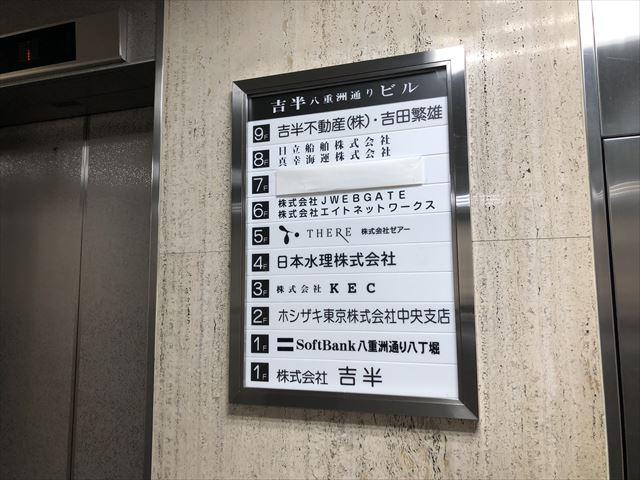 吉半八重洲通りビル
9F 吉半不動産(株)・吉田繁雄
8F 日立船舶株式会社
真幸海運株式会社
7F
6F 株式会社JWEBGATE
株式会社エイトネットワークス
5F THERE 株式会社ゼアー
4F 日本水理株式会社
3F 株式会社KEC
2F ホシザキ東京株式会社中央支店
1F SoftBank八重洲通り八丁堀
1F 株式会社 吉半